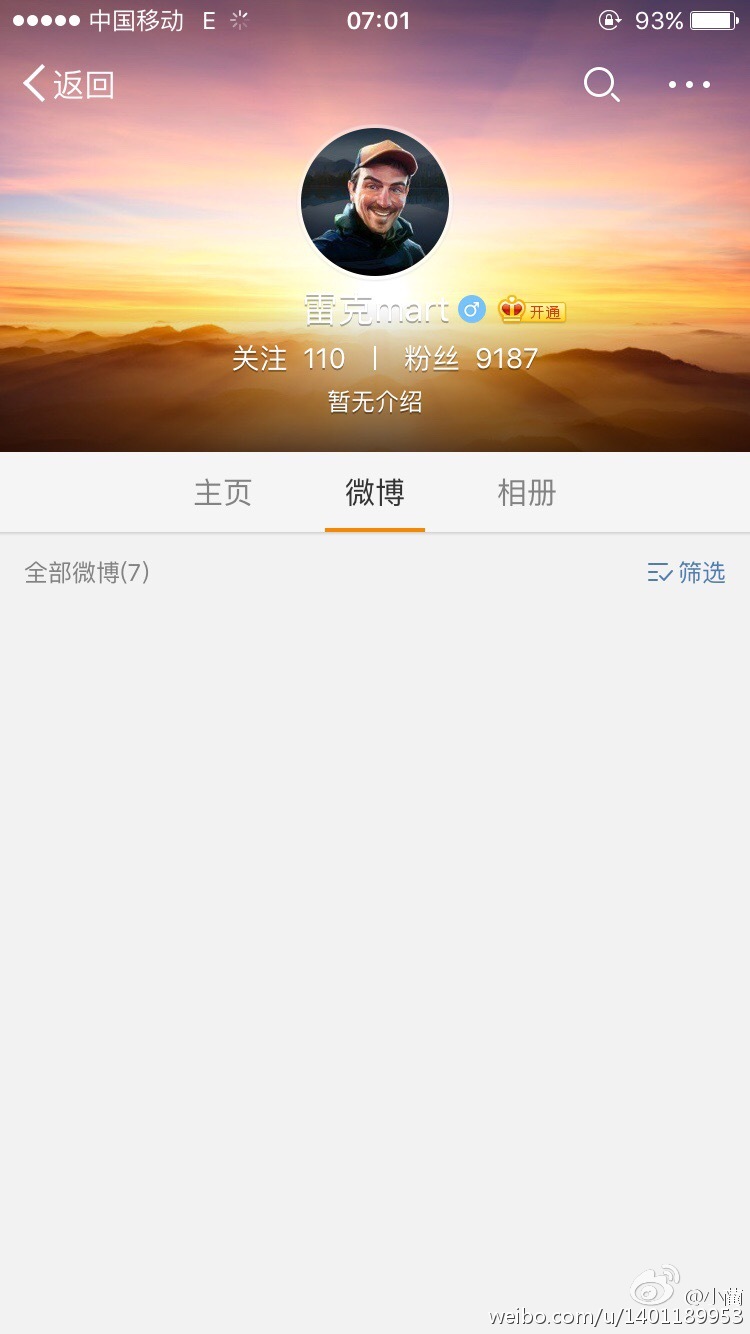 中国移动 E 07:01 93%
返回
雷克mart 开通
关注 110 | 粉丝 9187
暂无介绍
主页 微博 相册
全部微博(7) 筛选
weibo.com/u/1401189953